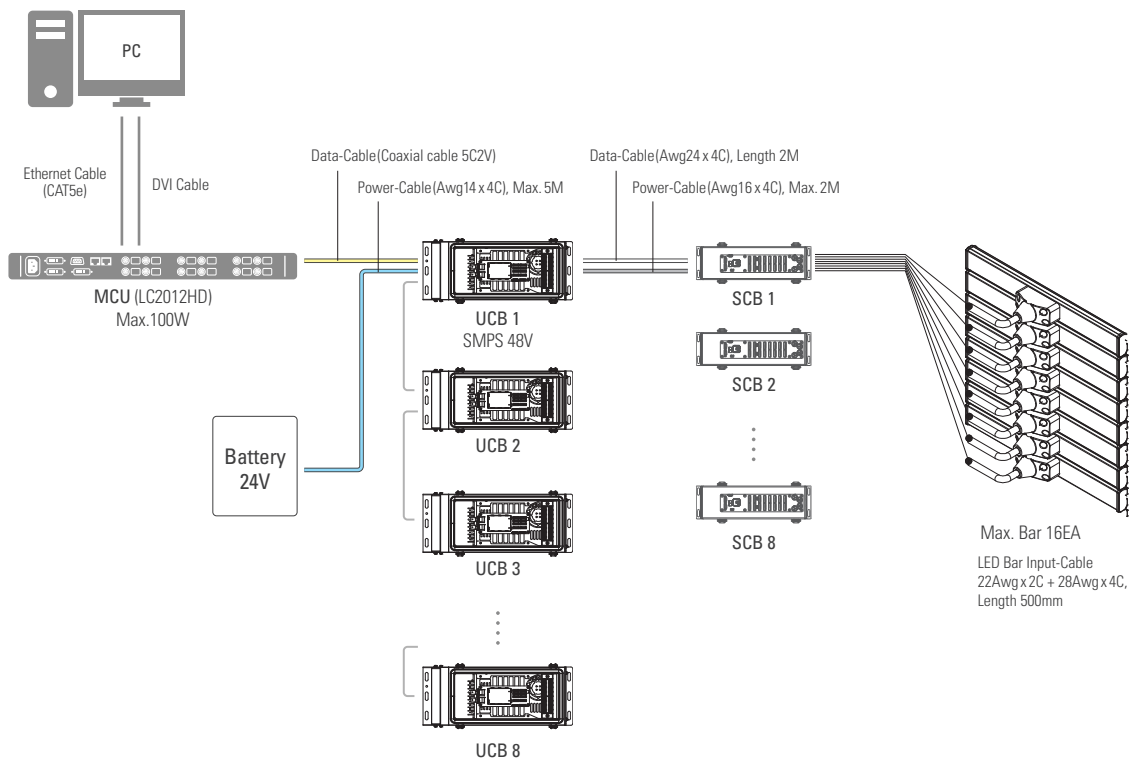 PC
Ethernet Cable
(CAT5e)
DVI Cable
Data-Cable(Coaxial cable 5C2V)
Power-Cable(Awg14 x 4C), Max. 5M
Data-Cable(Awg24 x 4C), Length 2M
Power-Cable(Awg16 x 4C), Max. 2M
MCU (LC2012HD)
Max.100W
UCB 1
SMPS 48V
SCB 1
SCB 2
Battery
24V
UCB 2
SCB 8
UCB 3
Max. Bar 16EA
LED Bar Input-Cable
22Awg x 2C + 28Awg x 4C,
Length 500mm
UCB 8